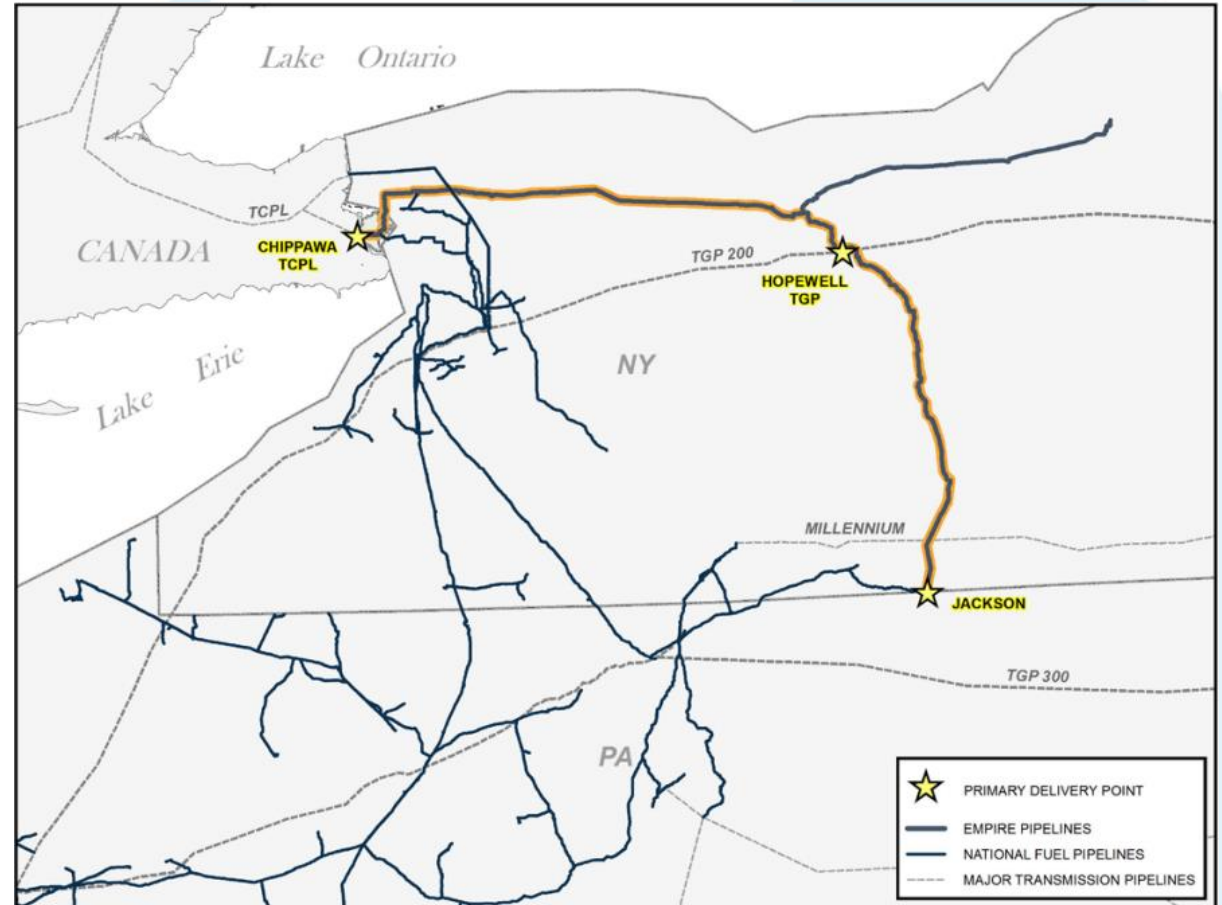 Lake Ontario
TCPL
CANADA
CHIPPAWA
TCPL
TGP 200
HOPEWELL
TGP
NY
Lake Erie
MILLENNIUM
JACKSON
TGP 300
PA
PRIMARY DELIVERY POINT
EMPIRE PIPELINES
NATIONAL FUEL PIPELINES
MAJOR TRANSMISSION PIPELINES